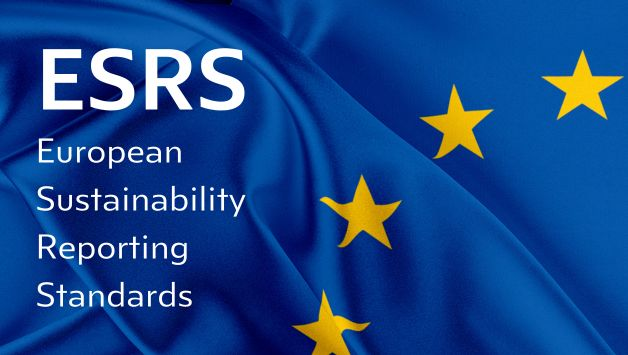 ESRS
European
Sustainability
Reporting
Standards